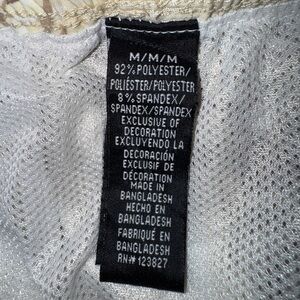 M/M/M
92% POLYESTER/
POLIÉSTER/POLYESTER
8% SPANDEX/
SPANDEX/SPANDEX
EXCLUSIVE OF
DECORATION
EXCLUYENDO LA
DECORACIÓN
EXCLUSIF DE
DÉCORATION
MADE IN
BANGLADESH
HECHO EN
BANGLADESH
FABRIQUÉ EN
BANGLADESH
RN# 123827